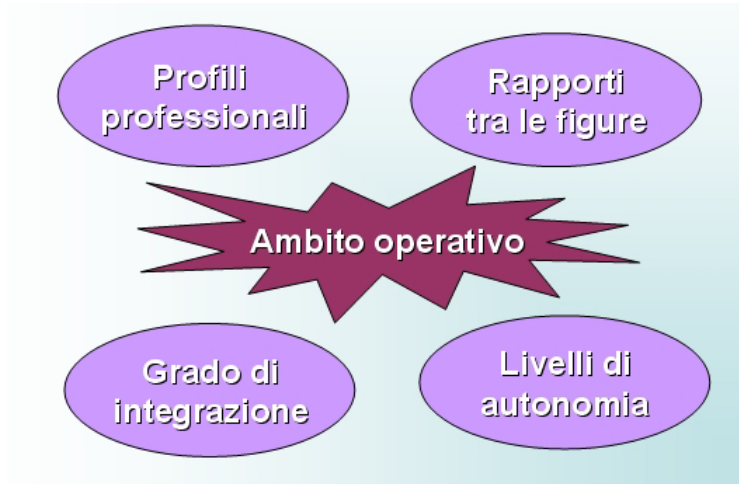 Profili
professionali
Rapporti
tra le figure
Ambito operativo
Grado di
integrazione
Livelli di
autonomia